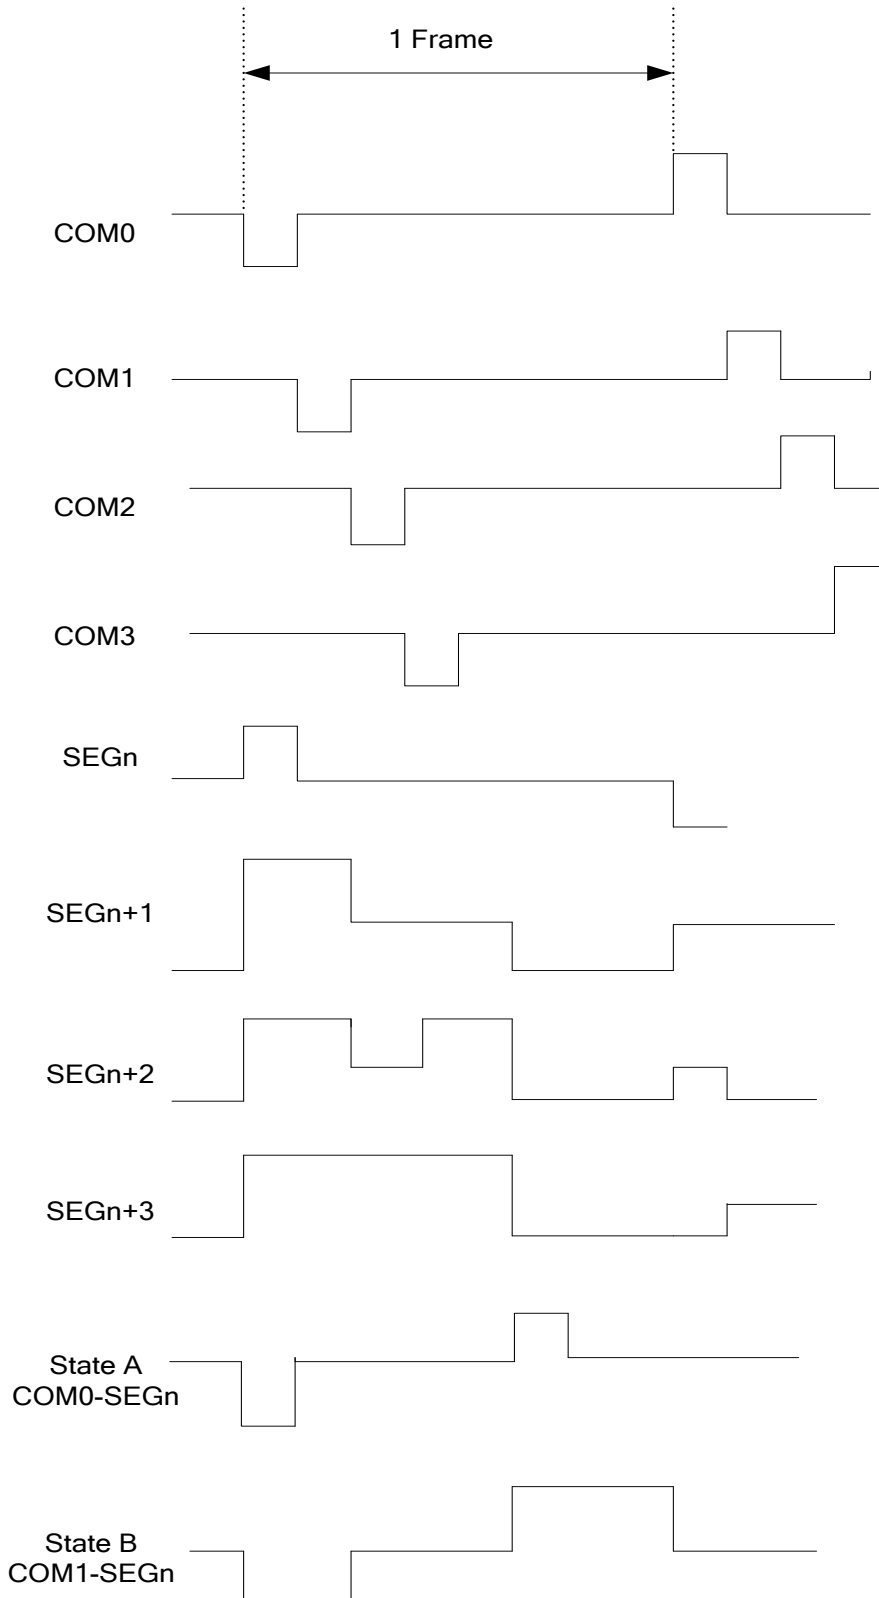 1 Frame
COM0
COM1
COM2
COM3
SEGn
SEGn+1
SEGn+2
SEGn+3
State A
COM0-SEGn
State B
COM1-SEGn